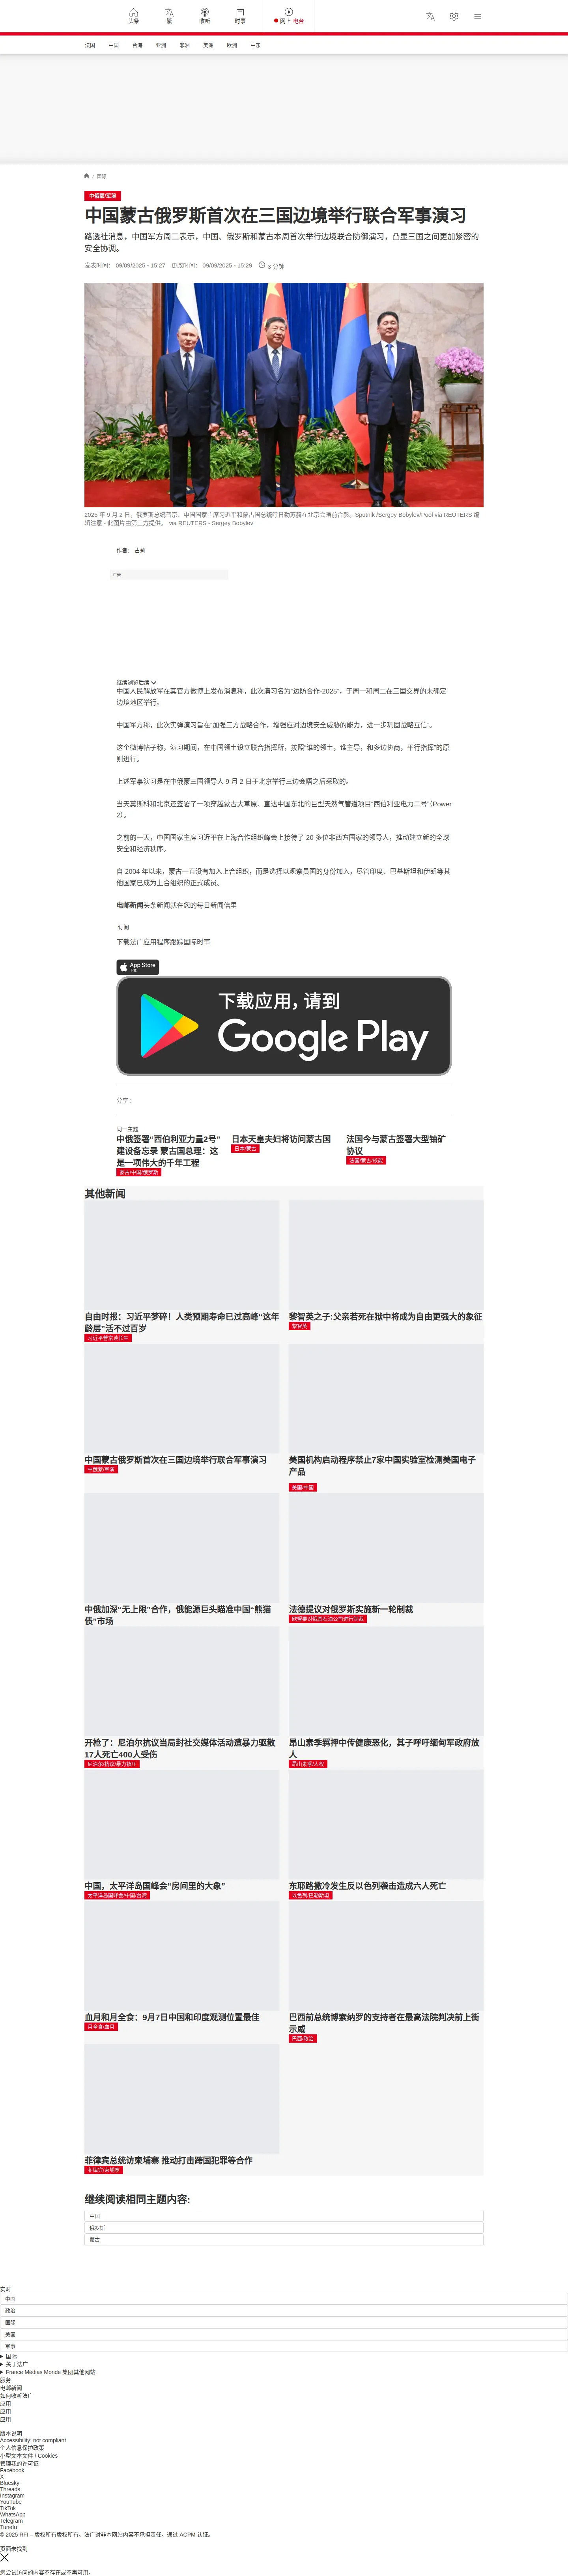 头条
繁
收听
时事
网上 电台
法国
中国
台海
亚洲
非洲
美洲
欧洲
中东
/ 国际
中俄蒙/军演
中国蒙古俄罗斯首次在三国边境举行联合军事演习
路透社消息，中国军方周二表示，中国、俄罗斯和蒙古本周首次举行边境联合防御演习，凸显三国之间更加紧密的
安全协调。
发表时间： 09/09/2025 - 15:27 更改时间： 09/09/2025 - 15:29 3 分钟
2025 年 9 月 2 日，俄罗斯总统普京、中国国家主席习近平和蒙古国总统呼日勒苏赫在北京会晤前合影。Sputnik /Sergey Bobylev/Pool via REUTERS 编
辑注意 - 此图片由第三方提供。 via REUTERS - Sergey Bobylev
作者： 古莉
广告
继续浏览后续
中国人民解放军在其官方微博上发布消息称，此次演习名为“边防合作-2025”，于周一和周二在三国交界的未确定
边境地区举行。
中国军方称，此次实弹演习旨在“加强三方战略合作，增强应对边境安全威胁的能力，进一步巩固战略互信”。
这个微博帖子称，演习期间，在中国领土设立联合指挥所，按照“谁的领土，谁主导，和多边协商，平行指挥”的原
则进行。
上述军事演习是在中俄蒙三国领导人 9 月 2 日于北京举行三边会晤之后采取的。
当天莫斯科和北京还签署了一项穿越蒙古大草原、直达中国东北的巨型天然气管道项目“西伯利亚电力二号”（Power
2）。
之前的一天，中国国家主席习近平在上海合作组织峰会上接待了 20 多位非西方国家的领导人，推动建立新的全球
安全和经济秩序。
自 2004 年以来，蒙古一直没有加入上合组织，而是选择以观察员国的身份加入，尽管印度、巴基斯坦和伊朗等其
他国家已成为上合组织的正式成员。
电邮新闻头条新闻就在您的每日新闻信里
订阅
下载法广应用程序跟踪国际时事
App Store
下载
下载应用，请到
Google Play
分享 :
同一主题
中俄签署“西伯利亚力量2号”
建设备忘录 蒙古国总理：这
是一项伟大的千年工程
蒙古/中国/俄罗斯
日本天皇夫妇将访问蒙古国
日本/蒙古
法国今与蒙古签署大型铀矿
协议
法国/蒙古/核能
其他新闻
自由时报：习近平梦碎！人类预期寿命已过高峰“这年
龄层”活不过百岁
习近平普京谈长生
黎智英之子:父亲若死在狱中将成为自由更强大的象征
黎智英
中国蒙古俄罗斯首次在三国边境举行联合军事演习
中俄蒙/军演
美国机构启动程序禁止7家中国实验室检测美国电子
产品
美国/中国
中俄加深“无上限”合作，俄能源巨头瞄准中国“熊猫
债”市场
法德提议对俄罗斯实施新一轮制裁
欧盟要对俄国石油公司进行制裁
开枪了：尼泊尔抗议当局封社交媒体活动遭暴力驱散
17人死亡400人受伤
尼泊尔/抗议/暴力镇压
昂山素季羁押中传健康恶化，其子呼吁缅甸军政府放
人
昂山素季/人权
中国，太平洋岛国峰会“房间里的大象”
太平洋岛国峰会/中国/台湾
东耶路撒冷发生反以色列袭击造成六人死亡
以色列/巴勒斯坦
血月和月全食：9月7日中国和印度观测位置最佳
月全食/血月
巴西前总统博索纳罗的支持者在最高法院判决前上街
示威
巴西/政治
菲律宾总统访柬埔寨 推动打击跨国犯罪等合作
菲律宾/柬埔寨
继续阅读相同主题内容:
中国
俄罗斯
蒙古
实时
中国
政治
国际
美国
军事
国际
关于法广
France Médias Monde 集团其他网站
服务
电邮新闻
如何收听法广
应用
应用
应用
版本说明
Accessibility: not compliant
个人信息保护政策
小型文本文件 / Cookies
管理我的许可证
Facebook
X
Bluesky
Threads
Instagram
YouTube
TikTok
WhatsApp
Telegram
TuneIn
© 2025 RFI – 版权所有版权所有。法广对非本网站内容不承担责任。通过 ACPM 认证。
页面未找到
您尝试访问的内容不存在或不再可用。